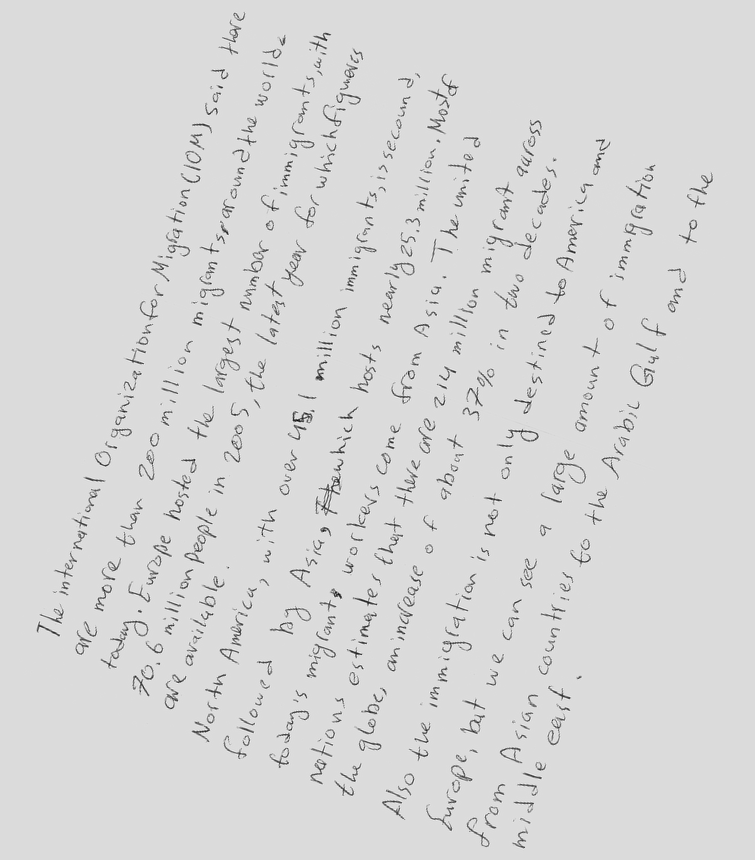 The international Organization for Migration (IOM) said there
are more than 200 million migrants around the world
today. Europe hosted the largest number of immigrants, with
70.6 million people in 2005, the latest year for which figueres
are available.
North America, with over 45.1 million immigrants, is secound,
followed by Asia, which hosts nearly 25.3 million. Most of
today's migrant workers come from Asia. The united
nations estimates that there are 214 milllion migrant across
the globe, an increase of about 37% in two decades.
Also the immigration is not only destined to America and
Europe, but we can see a large amount of immigration
from Asian countries to the Arabic Gulf and to the
middle east.